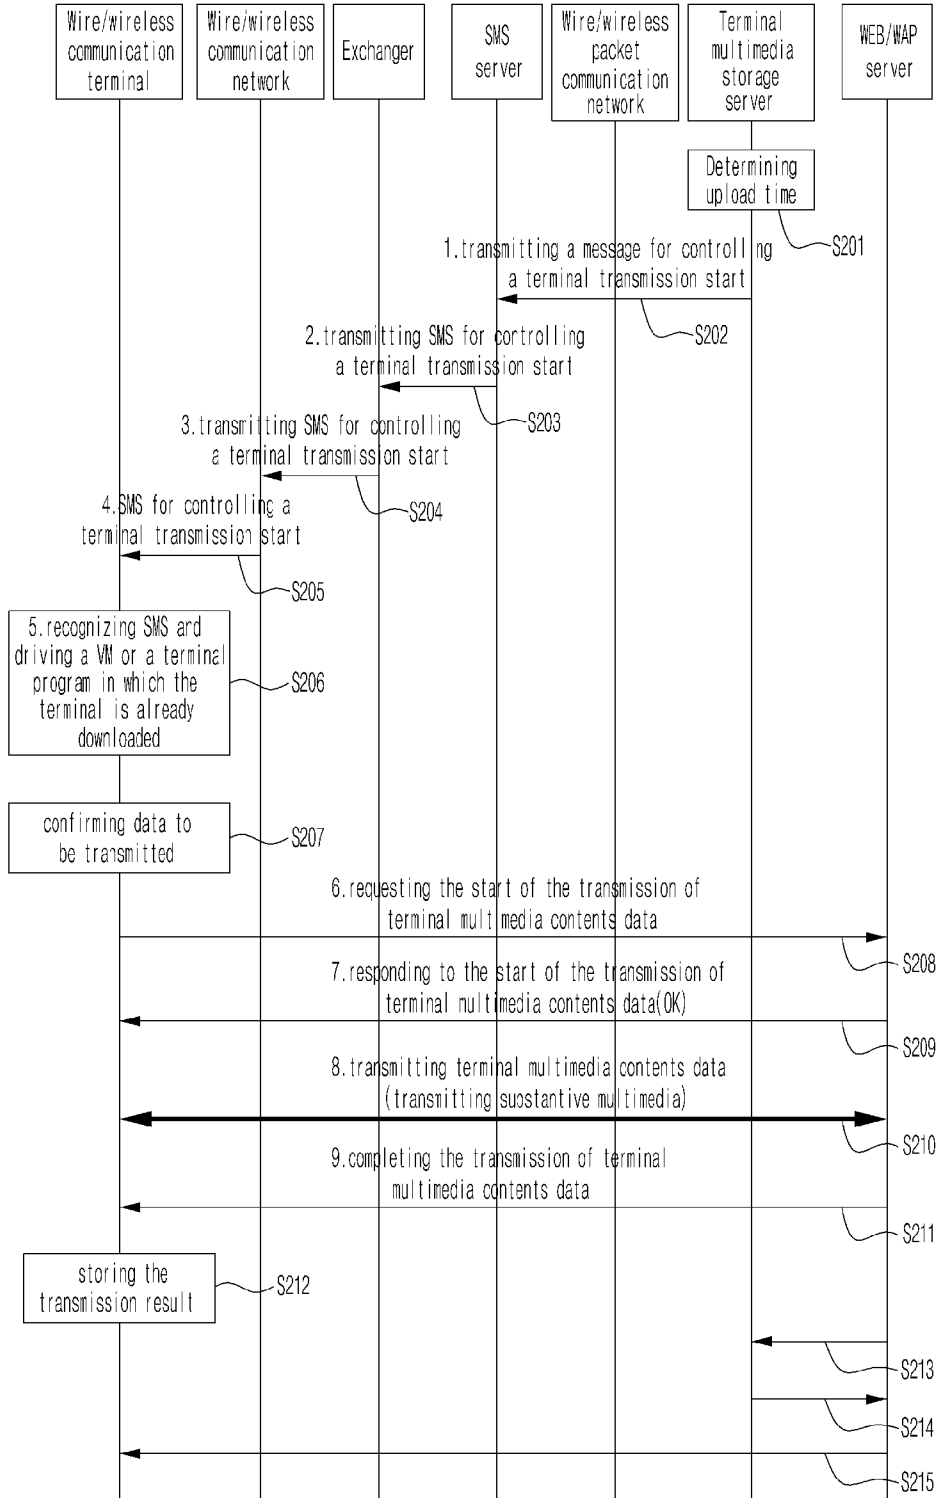 Wire/wireless
communication
terminal
Wire/wireless
communication
network
Exchanger
SMS
server
Wire/wireless
packet
communication
network
Terminal
multimedia
storage
server
WEB/WAP
server
Determining
upload time
S201
1.transmitting a message for controlling
a terminal transmission start
S202
2.transmitting SMS for controlling
a terminal transmission start
S203
3.transmitting SMS for controlling
a terminal transmission start
S204
4.SMS for controlling a
terminal transmission start
S205
5.recognizing SMS and
driving a VM or a terminal
program in which the
terminal is already
downloaded
S206
confirming data to
be transmitted
S207
6.requesting the start of the transmission of
terminal multimedia contents data
S208
7.responding to the start of the transmission of
terminal multimedia contents data(OK)
S209
8.transmitting terminal multimedia contents data
(transmitting substantive multimedia)
S210
9.completing the transmission of terminal
multimedia contents data
S211
storing the
transmission result
S212
S213
S214
S215